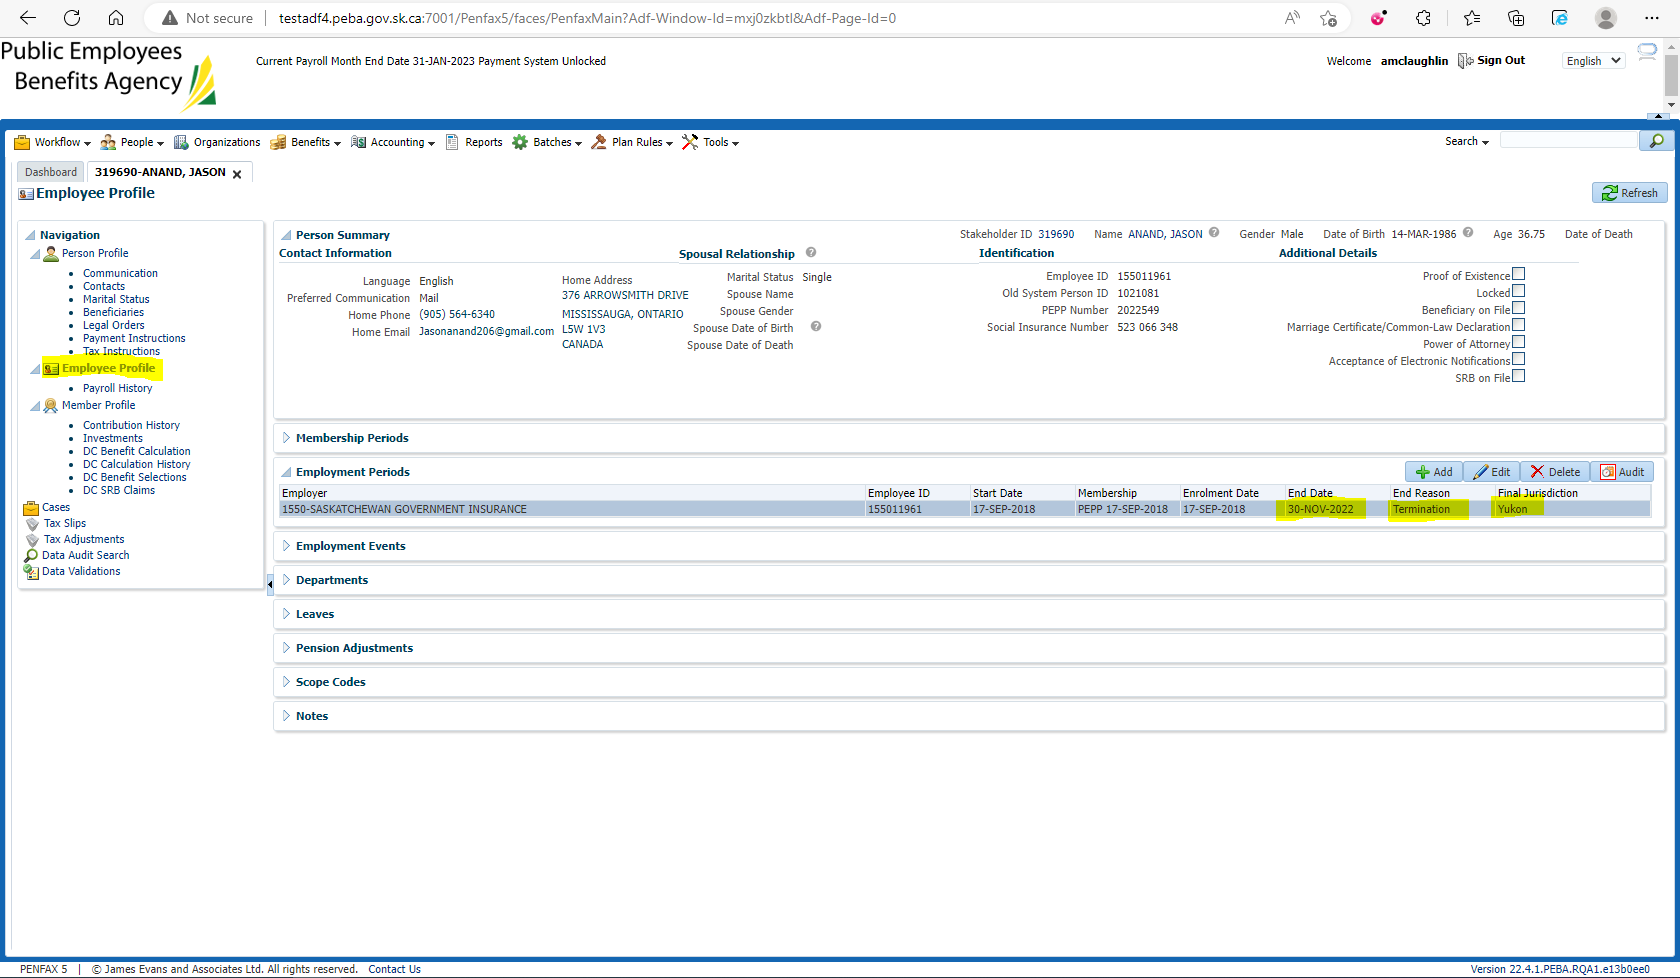 Not secure | testadf4.peba.gov.sk.ca:7001/Penfax5/faces/PenfaxMain?Adf-Window-Id=mxj0zkbtl&Adf-Page-Id=0
Public Employees
Benefits Agency
Current Payroll Month End Date 31-JAN-2023 Payment System Unlocked
Welcome amclaughlin Sign Out English
Workflow People Organizations Benefits Accounting Reports Batches Plan Rules Tools Search
Dashboard 319690-ANAND, JASON
Employee Profile
Refresh
Navigation
Person Profile
Communication
Contacts
Marital Status
Beneficiaries
Legal Orders
Payment Instructions
Tax Instructions
Employee Profile
Payroll History
Member Profile
Contribution History
Investments
DC Benefit Calculation
DC Calculation History
DC Benefit Selections
DC SRB Claims
Cases
Tax Slips
Tax Adjustments
Data Audit Search
Data Validations
Person Summary
Stakeholder ID 319690 Name ANAND, JASON Gender Male Date of Birth 14-MAR-1986 Age 36.75 Date of Death
Contact Information
Language English
Preferred Communication Mail
Home Phone (905) 564-6340
Home Email Jasonanand206@gmail.com
Home Address
376 ARROWSMITH DRIVE
MISSISSAUGA, ONTARIO
L5W 1V3
CANADA
Spousal Relationship
Marital Status Single
Spouse Name
Spouse Gender
Spouse Date of Birth
Spouse Date of Death
Identification
Employee ID 155011961
Old System Person ID 1021081
PEPP Number 2022549
Social Insurance Number 523 066 348
Additional Details
Proof of Existence
Locked
Beneficiary on File
Marriage Certificate/Common-Law Declaration
Power of Attorney
Acceptance of Electronic Notifications
SRB on File
Membership Periods
Employment Periods
Add Edit Delete Audit
Employer Employee ID Start Date Membership Enrolment Date End Date End Reason Final Jurisdiction
1550-SASKATCHEWAN GOVERNMENT INSURANCE 155011961 17-SEP-2018 PEPP 17-SEP-2018 17-SEP-2018 30-NOV-2022 Termination Yukon
Employment Events
Departments
Leaves
Pension Adjustments
Scope Codes
Notes
PENFAX 5 | © James Evans and Associates Ltd. All rights reserved. Contact Us
Version 22.4.1.PEBA.RQA1.e13b0ee0